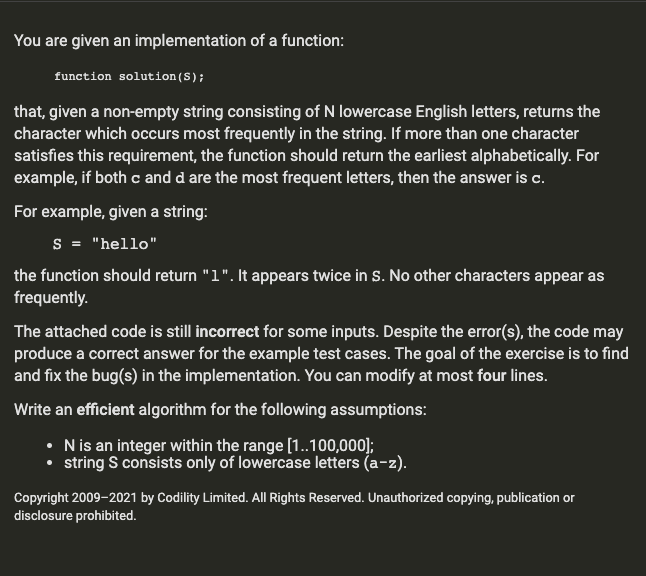 You are given an implementation of a function:
function solution(S);
that, given a non-empty string consisting of N lowercase English letters, returns the
character which occurs most frequently in the string. If more than one character
satisfies this requirement, the function should return the earliest alphabetically. For
example, if both c and d are the most frequent letters, then the answer is c.
For example, given a string:
S = "hello"
the function should return "l". It appears twice in S. No other characters appear as
frequently.
The attached code is still incorrect for some inputs. Despite the error(s), the code may
produce a correct answer for the example test cases. The goal of the exercise is to find
and fix the bug(s) in the implementation. You can modify at most four lines.
Write an efficient algorithm for the following assumptions:
• N is an integer within the range [1..100,000];
• string S consists only of lowercase letters (a-z).
Copyright 2009–2021 by Codility Limited. All Rights Reserved. Unauthorized copying, publication or
disclosure prohibited.